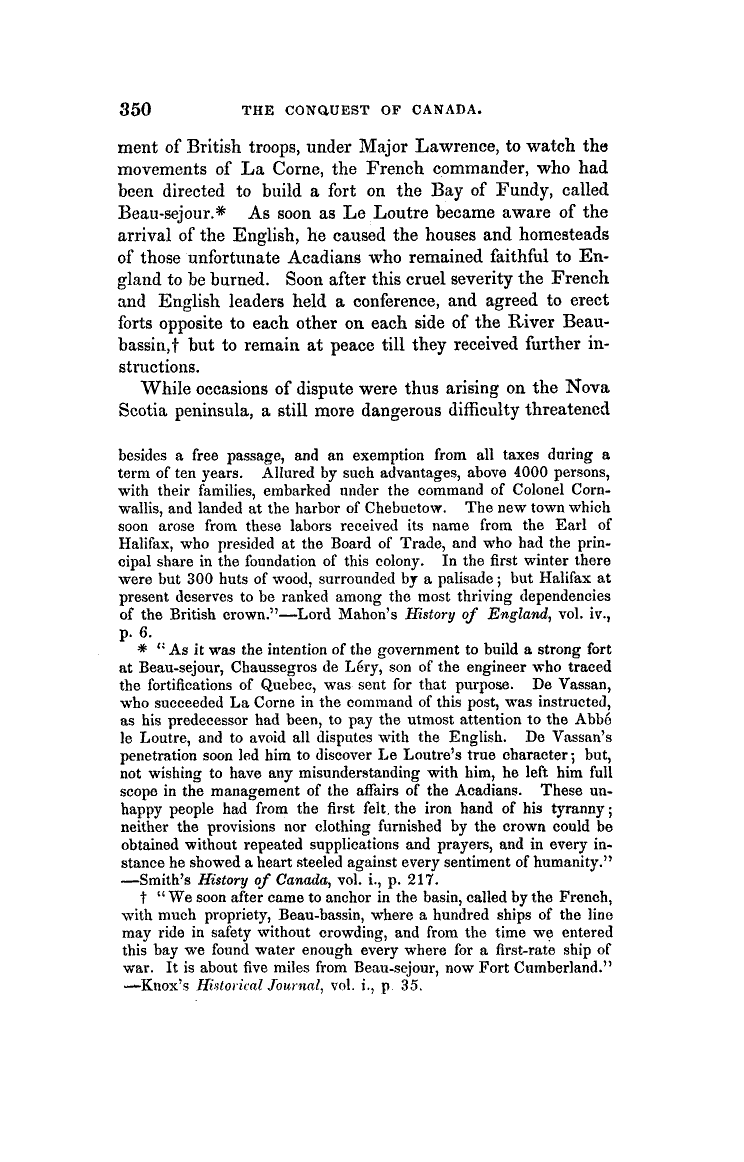 350 THE CONQUEST OF CANADA.
ment of British troops, under Major Lawrence, to watch the
movements of La Corne, the French commander, who had
been directed to build a fort on the Bay of Fundy, called
Beau-sejour.* As soon as Le Loutre became aware of the
arrival of the English, he caused the houses and homesteads
of those unfortunate Acadians who remained faithful to En-
gland to be burned. Soon after this cruel severity the French
and English leaders held a conference, and agreed to erect
forts opposite to each other on each side of the River Beau-
bassin,† but to remain at peace till they received further in-
structions.
While occasions of dispute were thus arising on the Nova
Scotia peninsula, a still more dangerous difficulty threatened
besides a free passage, and an exemption from all taxes during a
term of ten years. Allured by such advantages, above 4000 persons,
with their families, embarked under the command of Colonel Corn-
wallis, and landed at the harbor of Chebuctow. The new town which
soon arose from these labors received its name from the Earl of
Halifax, who presided at the Board of Trade, and who had the prin-
cipal share in the foundation of this colony. In the first winter there
were but 300 huts of wood, surrounded by a palisade; but Halifax at
present deserves to be ranked among the most thriving dependencies
of the British crown."—Lord Mahon's History of England, vol. iv.,
p. 6.
* "As it was the intention of the government to build a strong fort
at Beau-sejour, Chaussegros de Léry, son of the engineer who traced
the fortifications of Quebec, was sent for that purpose. De Vassan,
who succeeded La Corne in the command of this post, was instructed,
as his predecessor had been, to pay the utmost attention to the Abbé
le Loutre, and to avoid all disputes with the English. De Vassan's
penetration soon led him to discover Le Loutre's true character; but,
not wishing to have any misunderstanding with him, he left him full
scope in the management of the affairs of the Acadians. These un-
happy people had from the first felt the iron hand of his tyranny;
neither the provisions nor clothing furnished by the crown could be
obtained without repeated supplications and prayers, and in every in-
stance he showed a heart steeled against every sentiment of humanity."
—Smith's History of Canada, vol. i., p. 217.
† "We soon after came to anchor in the basin, called by the French,
with much propriety, Beau-bassin, where a hundred ships of the line
may ride in safety without crowding, and from the time we entered
this bay we found water enough every where for a first-rate ship of
war. It is about five miles from Beau-sejour, now Fort Cumberland."
—Knox's Historical Journal, vol. i., p. 35.